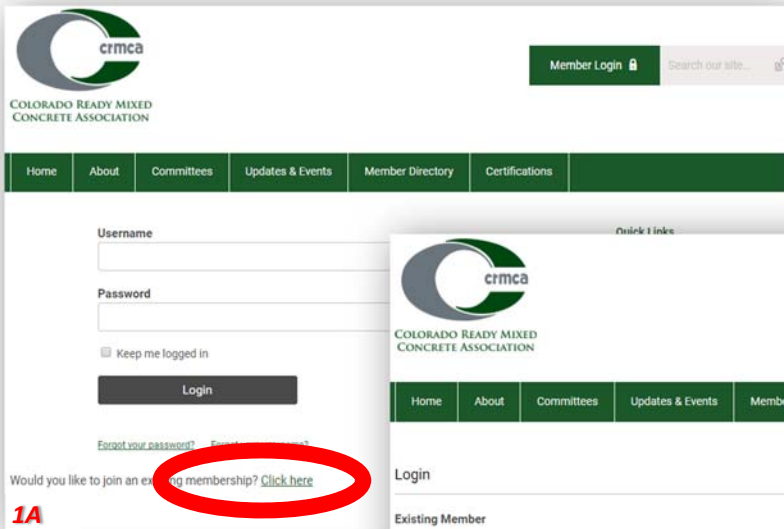 crmca
COLORADO READY MIXED
CONCRETE ASSOCIATION
Member Login
Search our site...
Home About Committees Updates & Events Member Directory Certifications
Username
Quick Links
Password
Keep me logged in
Login
Forgot your password?
Would you like to join an existing membership? Click here
1A
crmca
COLORADO READY MIXED
CONCRETE ASSOCIATION
Home About Committees Updates & Events
Login
Existing Member